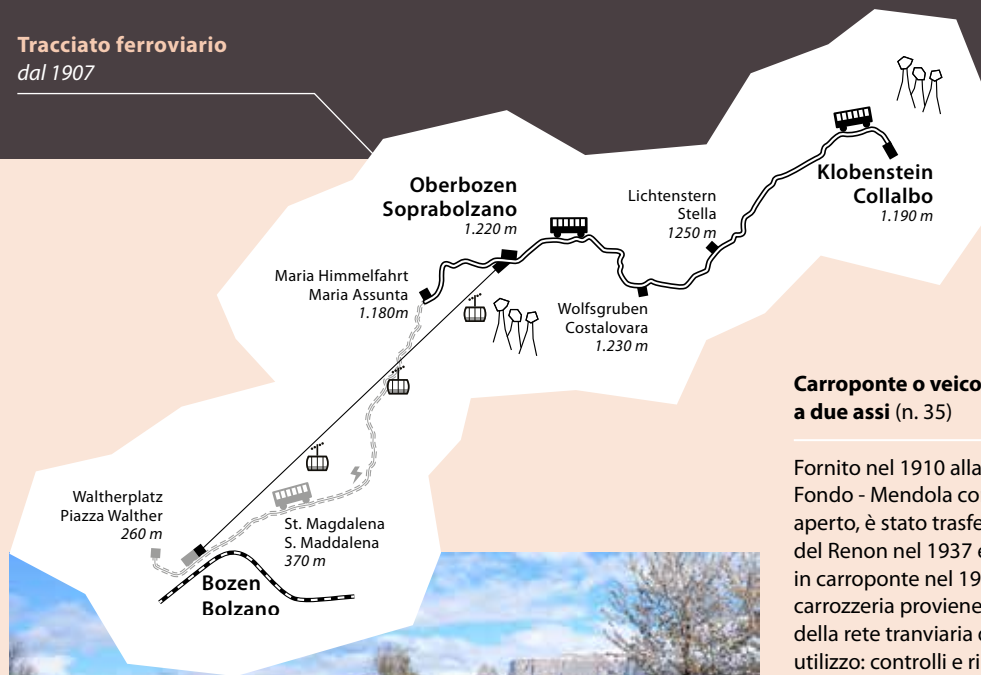 Tracciato ferroviario
dal 1907
Klobenstein
Collalbo
1.190 m
Oberbozen
Soprabolzano
1.220 m
Lichtenstern
Stella
1250 m
Maria Himmelfahrt
Maria Assunta
1.180m
Wolfsgruben
Costalovara
1.230 m
Waltherplatz
Piazza Walther
260 m
St. Magdalena
S. Maddalena
370 m
Bozen
Bolzano
Carroponte o veico
a due assi (n. 35)
Fornito nel 1910 alla
Fondo - Mendola co
aperto, è stato trasfe
del Renon nel 1937 e
in carroponte nel 19
carrozzeria proviene
della rete tranviaria
utilizzo: controlli e ri